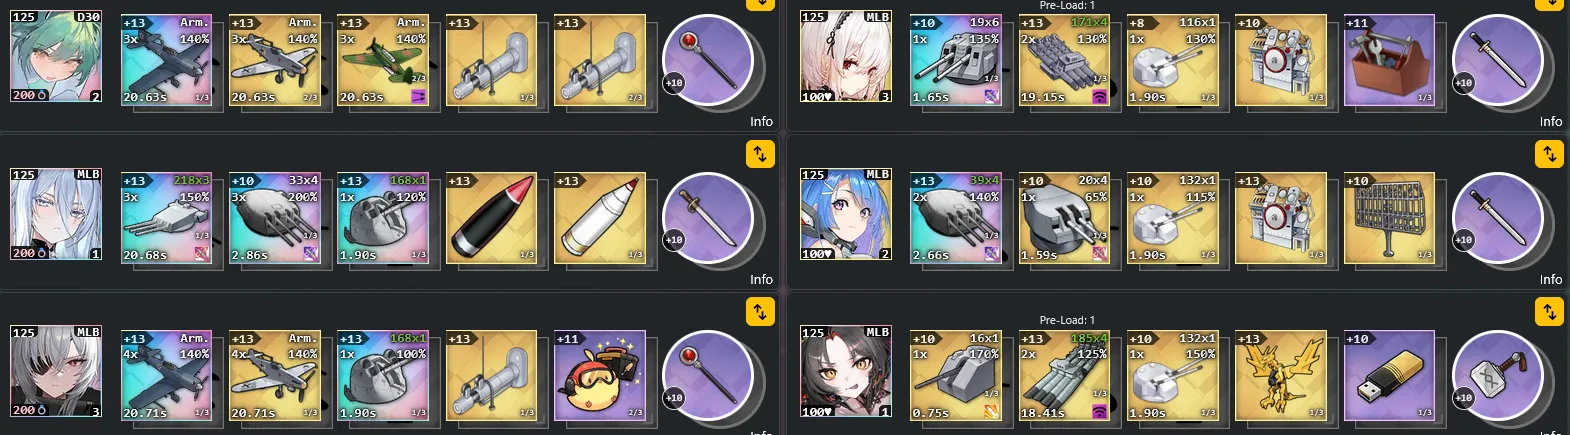 125 D30
200 2
+13 Arm.
3x 140%
20.63s 1/3
+13 Arm.
3x 140%
20.63s 2/3
+13 Arm.
3x 140%
2/3
20.63s
+13
1/3
+13
2/3
+10
Info
Pre-Load: 1
125 MLB
100♥ 3
+10 19x6
1x 135%
1/3
1.65s
+13 171x4
2x 130%
1/3
19.15s
+8 116x1
1x 130%
1.90s 1/3
+10
1/3
+11
1/3
+10
Info
125 MLB
200 1
+13 218x3
3x 150%
1/3
20.68s
+10 33x4
3x 200%
1/3
2.86s
+13 168x1
1x 120%
1.90s 1/3
+13
1/3
+13
1/3
+10
Info
125 MLB
100♥ 2
+13 39x4
2x 140%
1/3
2.66s
+10 20x4
1x 65%
1/3
1.59s
+10 132x1
1x 115%
1.90s 1/3
+13
1/3
+10
1/3
+10
Info
125 MLB
200 3
+13 Arm.
4x 140%
20.71s 1/3
+13 Arm.
4x 140%
20.71s 1/3
+13 168x1
1x 100%
1.90s 1/3
+13
1/3
+11
2/3
+10
Info
Pre-Load: 1
125 MLB
100♥ 1
+10 16x1
1x 170%
1/3
0.75s
+13 185x4
2x 125%
1/3
18.41s
+10 132x1
1x 150%
1.90s 1/3
+13
1/3
+10
1/3
+10
Info